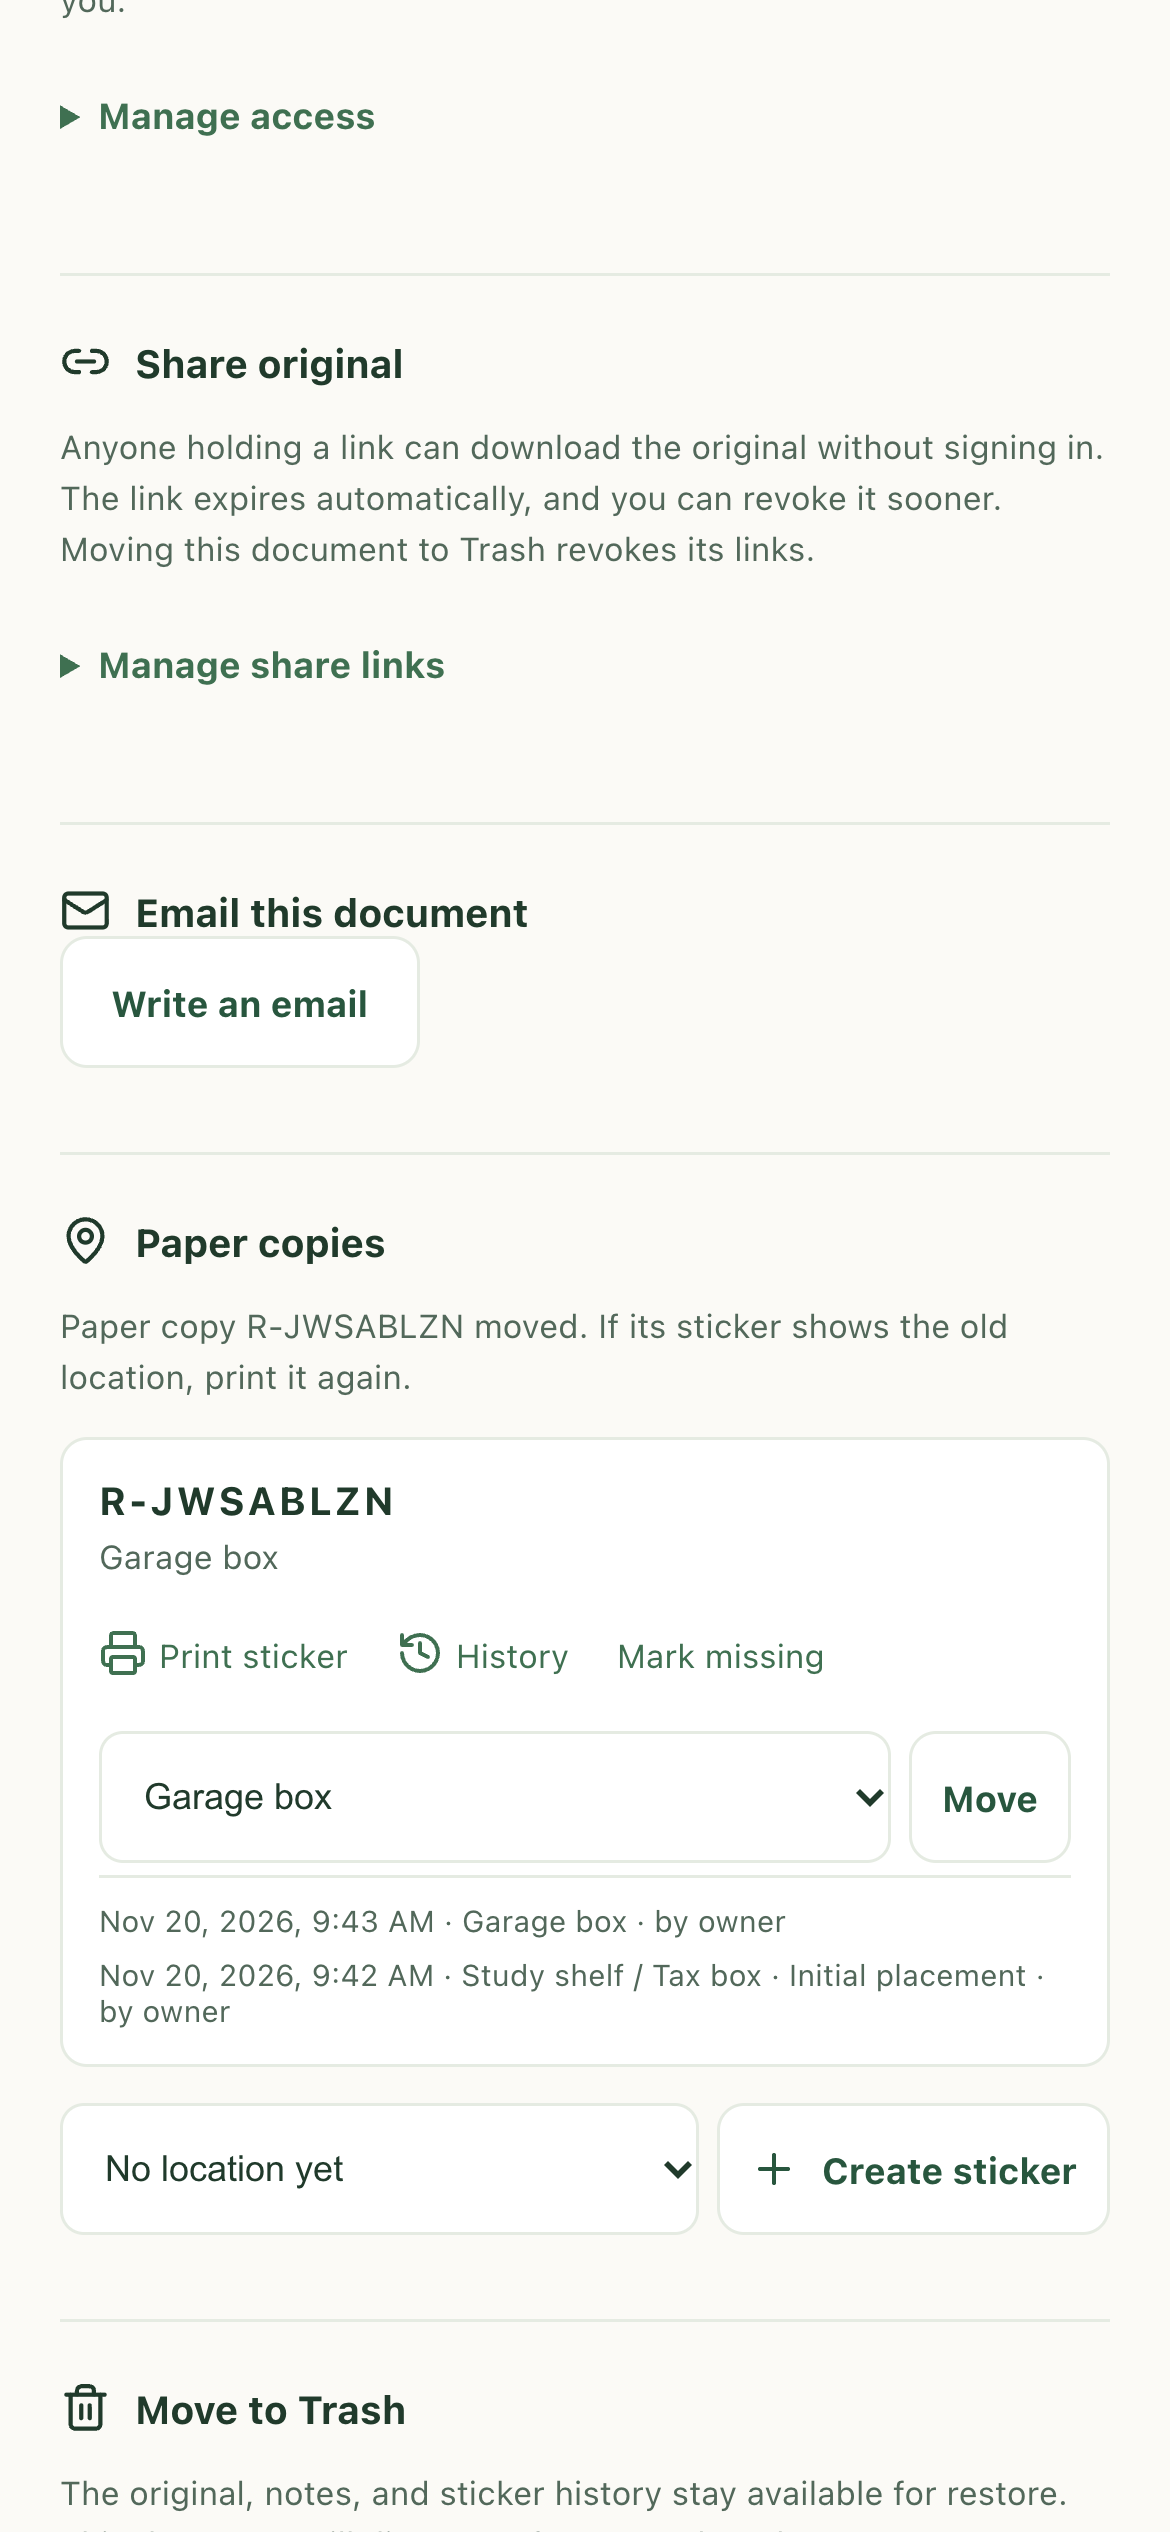 you.
Manage access
Share original
Anyone holding a link can download the original without signing in.
The link expires automatically, and you can revoke it sooner.
Moving this document to Trash revokes its links.
Manage share links
Email this document
Write an email
Paper copies
Paper copy R-JWSABLZN moved. If its sticker shows the old
location, print it again.
R-JWSABLZN
Garage box
Print sticker History Mark missing
Garage box Move
Nov 20, 2026, 9:43 AM · Garage box · by owner
Nov 20, 2026, 9:42 AM · Study shelf / Tax box · Initial placement ·
by owner
No location yet Create sticker
Move to Trash
The original, notes, and sticker history stay available for restore.